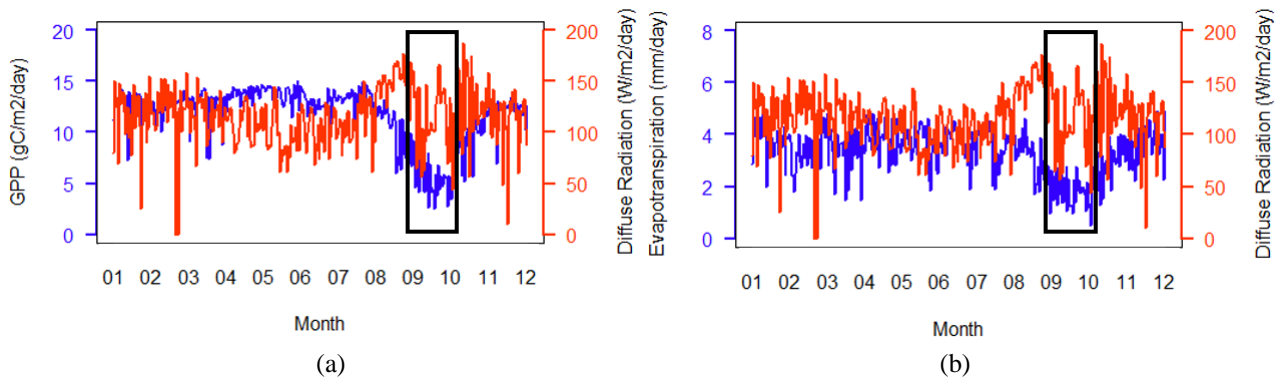 GPP (gC/m2/day)
20
15
10
5
0
200
150
100
50
0
Diffuse Radiation (W/m2/day)
01 02 03 04 05 06 07 08 09 10 11 12
Month
(a)
Evapotranspiration (mm/day)
8
6
4
2
0
200
150
100
50
0
Diffuse Radiation (W/m2/day)
01 02 03 04 05 06 07 08 09 10 11 12
Month
(b)